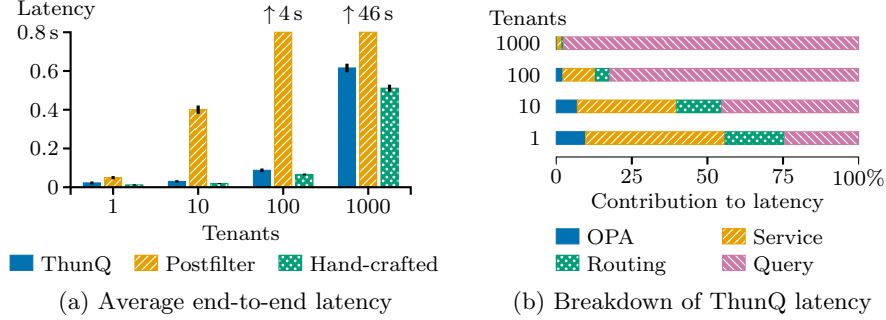 Latency
↑ 4 s
↑ 46 s
0.8 s
0.6
0.4
0.2
0
1
10
100
1000
Tenants
ThunQ
Postfilter
Hand-crafted
(a) Average end-to-end latency
Tenants
1000
100
10
1
0
25
50
75
100%
Contribution to latency
OPA
Service
Routing
Query
(b) Breakdown of ThunQ latency